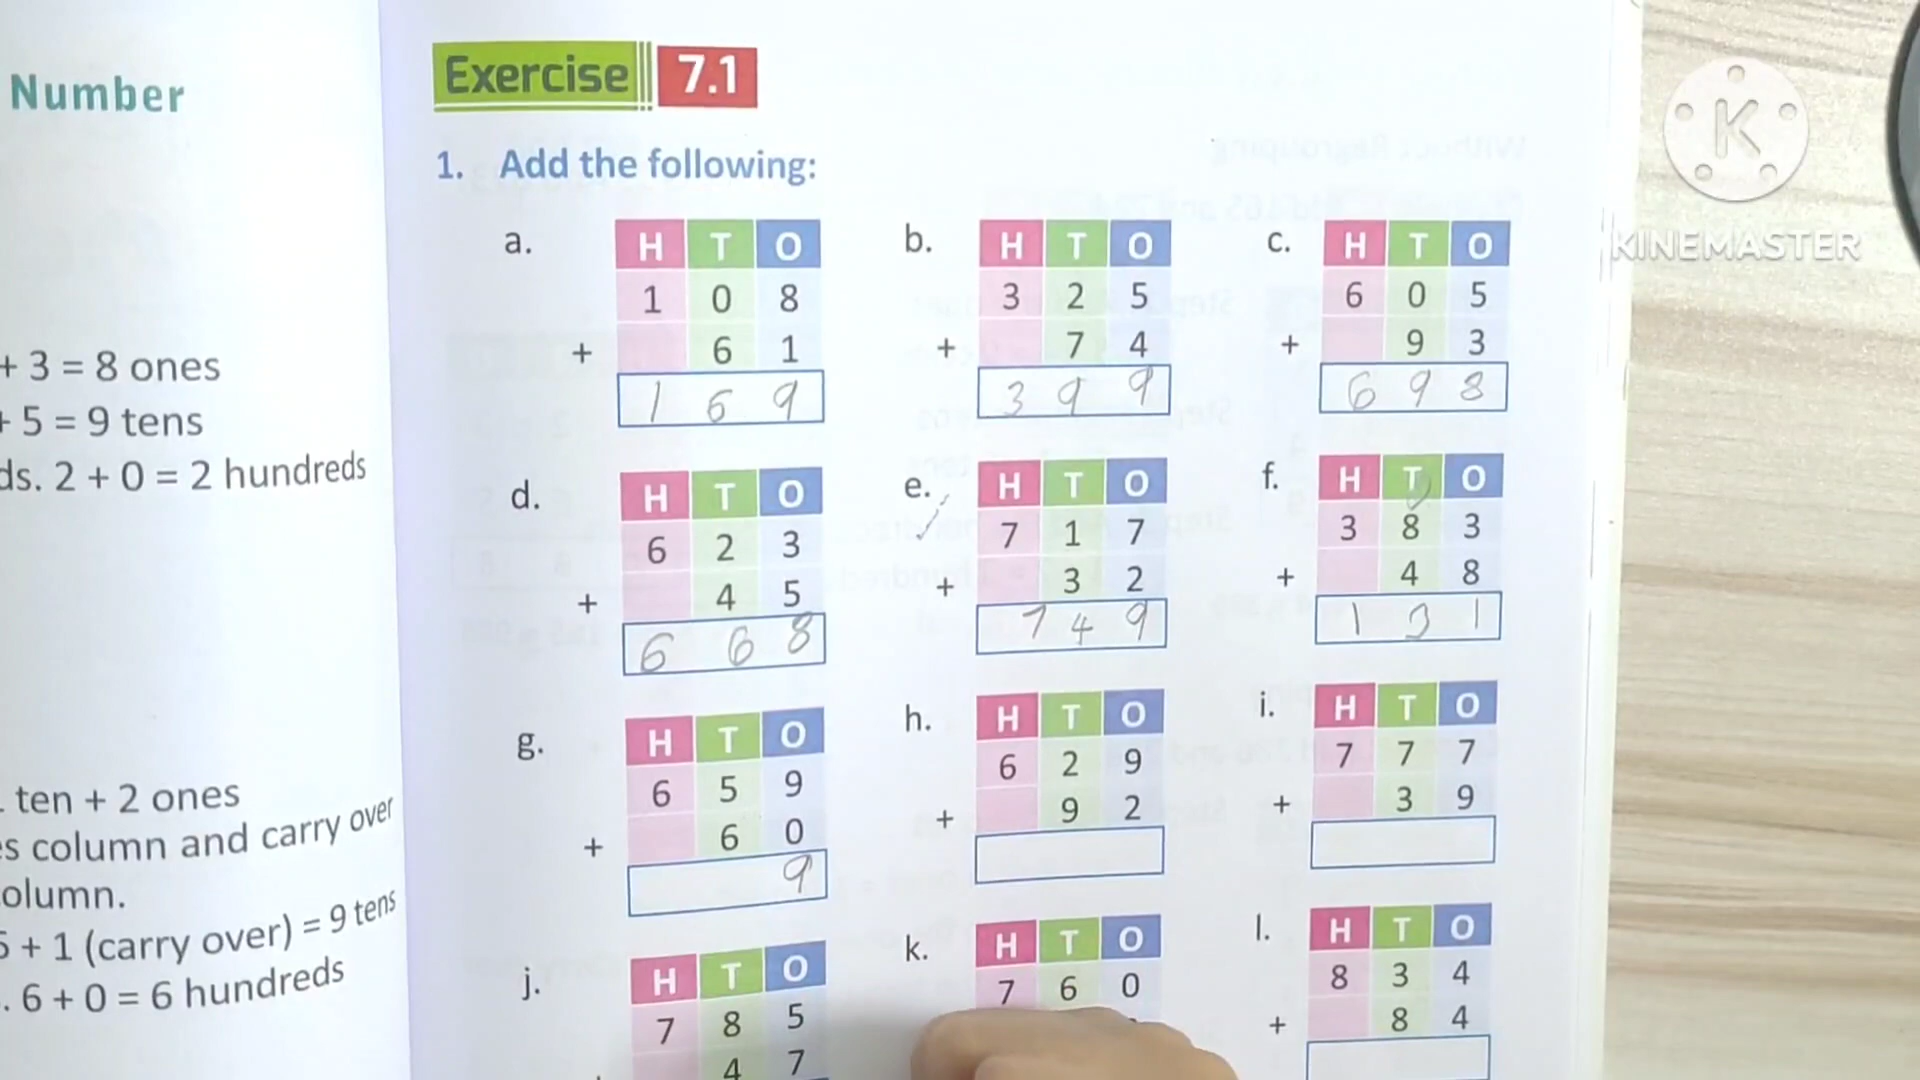 Number
+ 3 = 8 ones
+ 5 = 9 tens
ds. 2 + 0 = 2 hundreds
ten + 2 ones
es column and carry over
olumn.
5 + 1 (carry over) = 9 tens
. 6 + 0 = 6 hundreds
Exercise 7.1
1. Add the following:
a. H T O
1 0 8
+ 6 1
1 6 9
b. H T O
3 2 5
+ 7 4
3 9 9
c. H T O
6 0 5
+ 9 3
6 9 8
d. H T O
6 2 3
+ 4 5
6 6 8
e. H T O
7 1 7
+ 3 2
7 4 9
f. H T O
3 8 3
+ 4 8
1 3 1
g. H T O
6 5 9
+ 6 0
9
h. H T O
6 2 9
+ 9 2
i. H T O
7 7 7
+ 3 9
j. H T O
7 8 5
4 7
k. H T O
7 6 0
l. H T O
8 3 4
+ 8 4
K
KINEMASTER